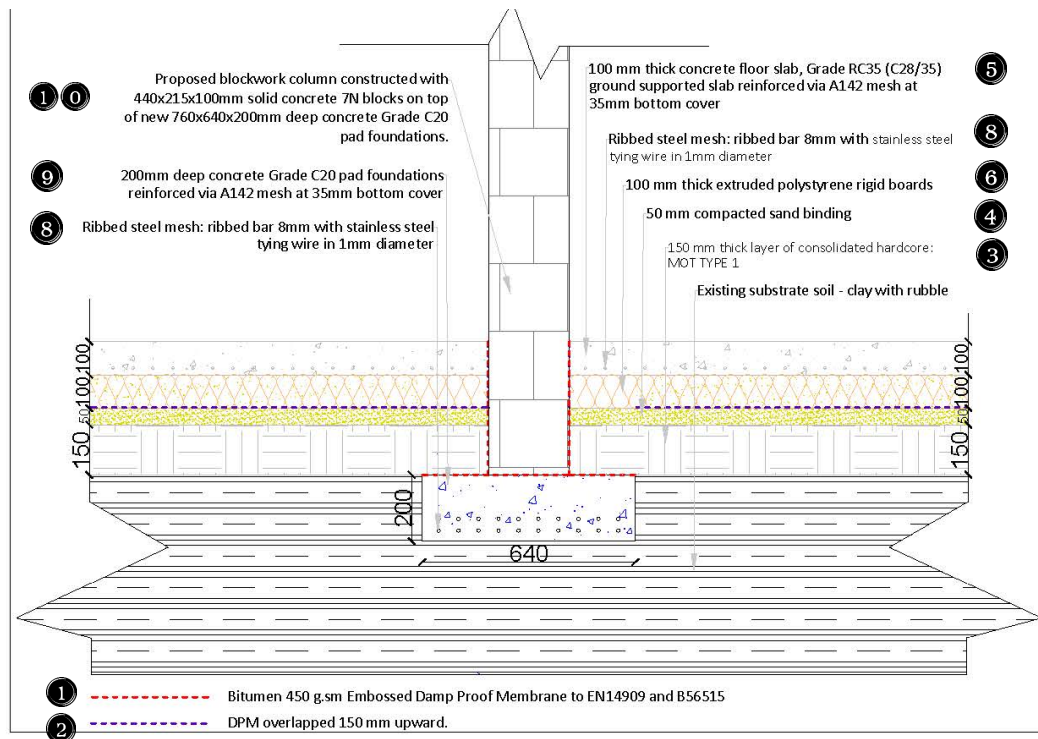 1 0
Proposed blockwork column constructed with
440x215x100mm solid concrete 7N blocks on top
of new 760x640x200mm deep concrete Grade C20
pad foundations.
9
200mm deep concrete Grade C20 pad foundations
reinforced via A142 mesh at 35mm bottom cover
8
Ribbed steel mesh: ribbed bar 8mm with stainless steel
tying wire in 1mm diameter
100 mm thick concrete floor slab, Grade RC35 (C28/35)
ground supported slab reinforced via A142 mesh at
35mm bottom cover
5
Ribbed steel mesh: ribbed bar 8mm with stainless steel
tying wire in 1mm diameter
8
100 mm thick extruded polystyrene rigid boards
6
50 mm compacted sand binding
4
150 mm thick layer of consolidated hardcore:
MOT TYPE 1
3
Existing substrate soil - clay with rubble
100
100
50
150
100
100
50
150
200
640
1
Bitumen 450 g.sm Embossed Damp Proof Membrane to EN14909 and B56515
2
DPM overlapped 150 mm upward.